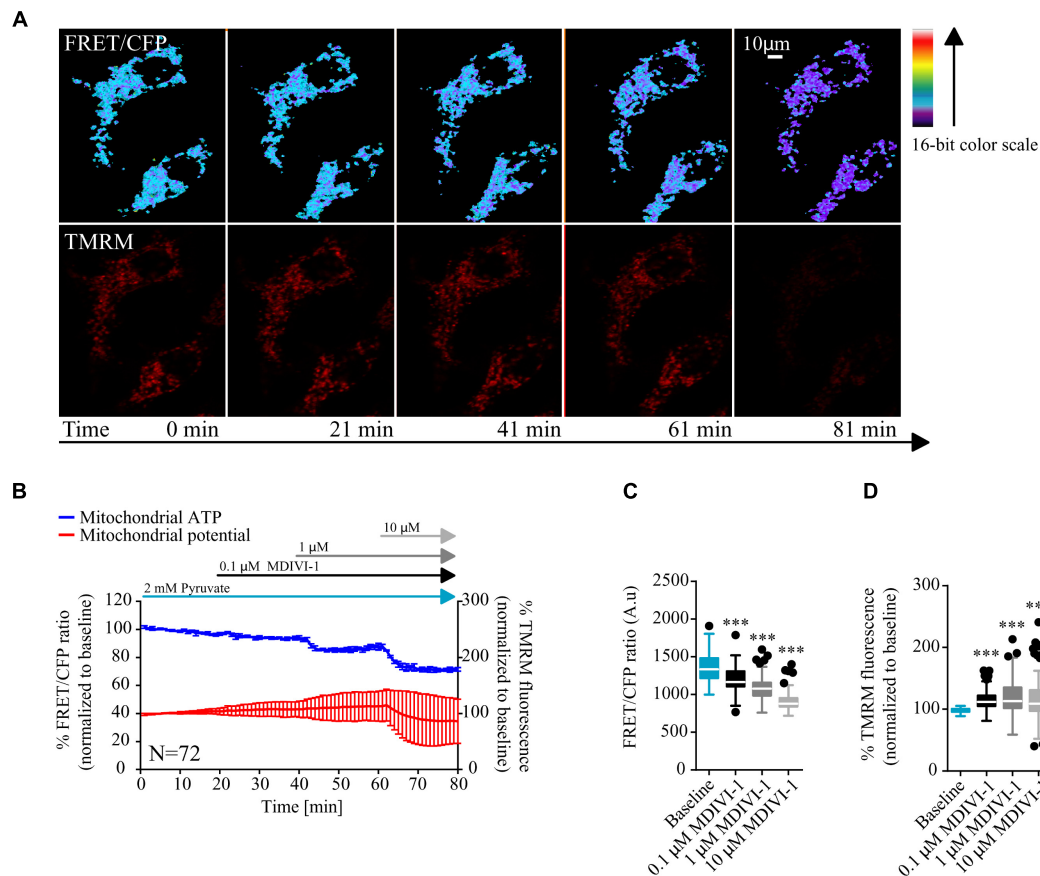 A
FRET/CFP
10µm
16-bit color scale
TMRM
Time 0 min 21 min 41 min 61 min 81 min
B
Mitochondrial ATP
Mitochondrial potential
10 µM
1 µM
0.1 µM MDIVI-1
2 mM Pyruvate
% FRET/CFP ratio
(normalized to baseline)
120
100
80
60
40
20
0
300
200
100
0
% TMRM fluorescence
(normalized to baseline)
N=72
0 10 20 30 40 50 60 70 80
Time [min]
C
FRET/CFP ratio (A.u)
2500
2000
1500
1000
500
0
***
***
***
Baseline
0.1 µM MDIVI-1
1 µM MDIVI-1
10 µM MDIVI-1
D
% TMRM fluorescence
(normalized to baseline)
300
200
100
0
***
***
**
Baseline
0.1 µM MDIVI-1
1 µM MDIVI-1
10 µM MDIVI-1